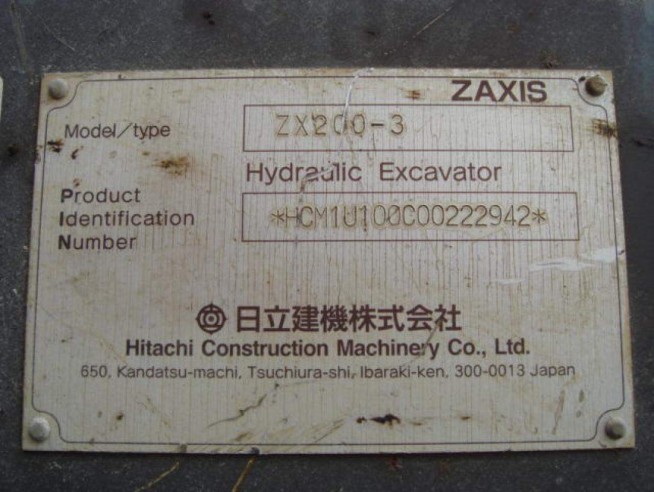 ZAXIS
Model/type ZX200-3
Hydraulic Excavator
Product
Identification
Number
*HCM1U100C00222942*
日立建機株式会社
Hitachi Construction Machinery Co., Ltd.
650, Kandatsu-machi, Tsuchiura-shi, Ibaraki-ken, 300-0013 Japan